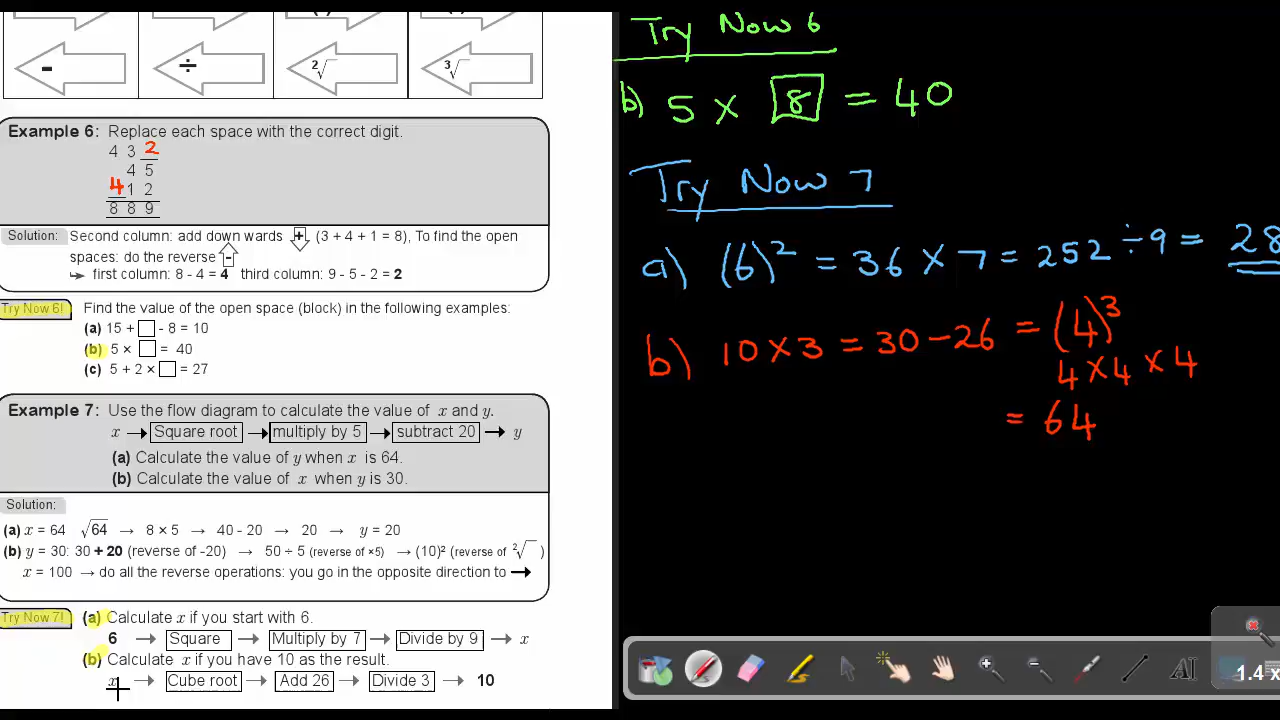 - ÷ ²√ ³√
Example 6: Replace each space with the correct digit.
4 3 2
4 5
4 1 2
8 8 9
Solution: Second column: add down wards + (3 + 4 + 1 = 8), To find the open
spaces: do the reverse -
↳ first column: 8 - 4 = 4 third column: 9 - 5 - 2 = 2
Try Now 6! Find the value of the open space (block) in the following examples:
(a) 15 + □ - 8 = 10
(b) 5 × □ = 40
(c) 5 + 2 × □ = 27
Example 7: Use the flow diagram to calculate the value of x and y.
x → Square root → multiply by 5 → subtract 20 → y
(a) Calculate the value of y when x is 64.
(b) Calculate the value of x when y is 30.
Solution:
(a) x = 64 √64 → 8 × 5 → 40 - 20 → 20 → y = 20
(b) y = 30: 30 + 20 (reverse of -20) → 50 ÷ 5 (reverse of ×5) → (10)² (reverse of ²√ )
x = 100 → do all the reverse operations: you go in the opposite direction to →
Try Now 7! (a) Calculate x if you start with 6.
6 → Square → Multiply by 7 → Divide by 9 → x
(b) Calculate x if you have 10 as the result.
x → Cube root → Add 26 → Divide 3 → 10
Try Now 6
b) 5 × 8 = 40
Try Now 7
a) (6)² = 36 × 7 = 252 ÷ 9 = 28
b) 10 × 3 = 30 - 26 = (4)³
4 × 4 × 4
= 64
AI
1.4 x